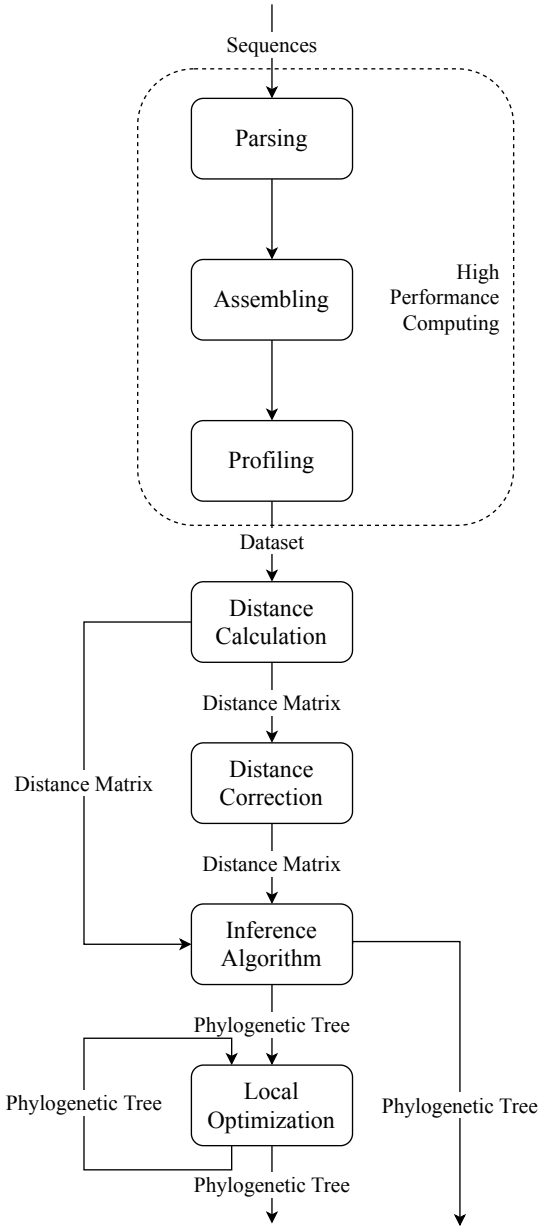 Sequences
Parsing
Assembling
High
Performance
Computing
Profiling
Dataset
Distance
Calculation
Distance Matrix
Distance
Correction
Distance Matrix
Distance Matrix
Inference
Algorithm
Phylogenetic Tree
Local
Optimization
Phylogenetic Tree
Phylogenetic Tree
Phylogenetic Tree